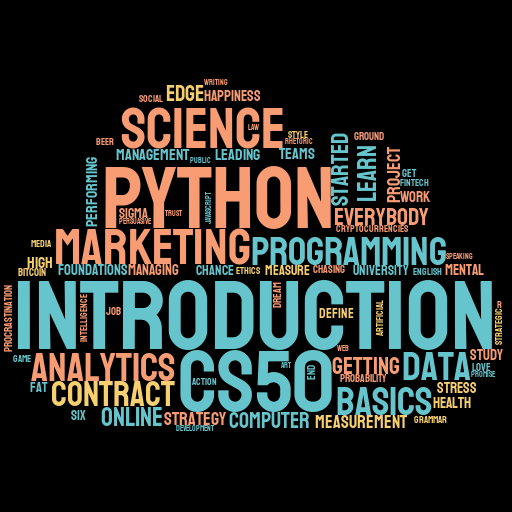 WRITING
EDGE
SOCIAL
HAPPINESS
SCIENCE
LAW
STYLE
RHETORIC
BEER
GROUND
MANAGEMENT
PUBLIC
LEADING
TEAMS
STARTED
LEARN
PROJECT
PERFORMING
PYTHON
GET
FINTECH
WORK
SIGMA
TRUST
PERSUASIVE
JAVASCRIPT
EVERYBODY
CRYPTOCURRENCIES
MEDIA
MARKETING
PROGRAMMING
SPEAKING
HIGH
BITCOIN
FOUNDATIONS
MANAGING
CHANCE
ETHICS
MEASURE
CHASING
UNIVERSITY
ENGLISH
MENTAL
PROCRASTINATION
INTRODUCTION
INTELLIGENCE
JOB
DREAM
DEFINE
ARTIFICIAL
R
STRATEGIC
WEB
GAME
ANALYTICS
CS50
ART
END
ACTION
GETTING
PROBABILITY
DATA
STUDY
LOVE
PROMISE
FAT
CONTRACT
BASICS
STRESS
HEALTH
SIX
ONLINE
STRATEGY
DEVELOPMENT
COMPUTER
MEASUREMENT
GRAMMAR